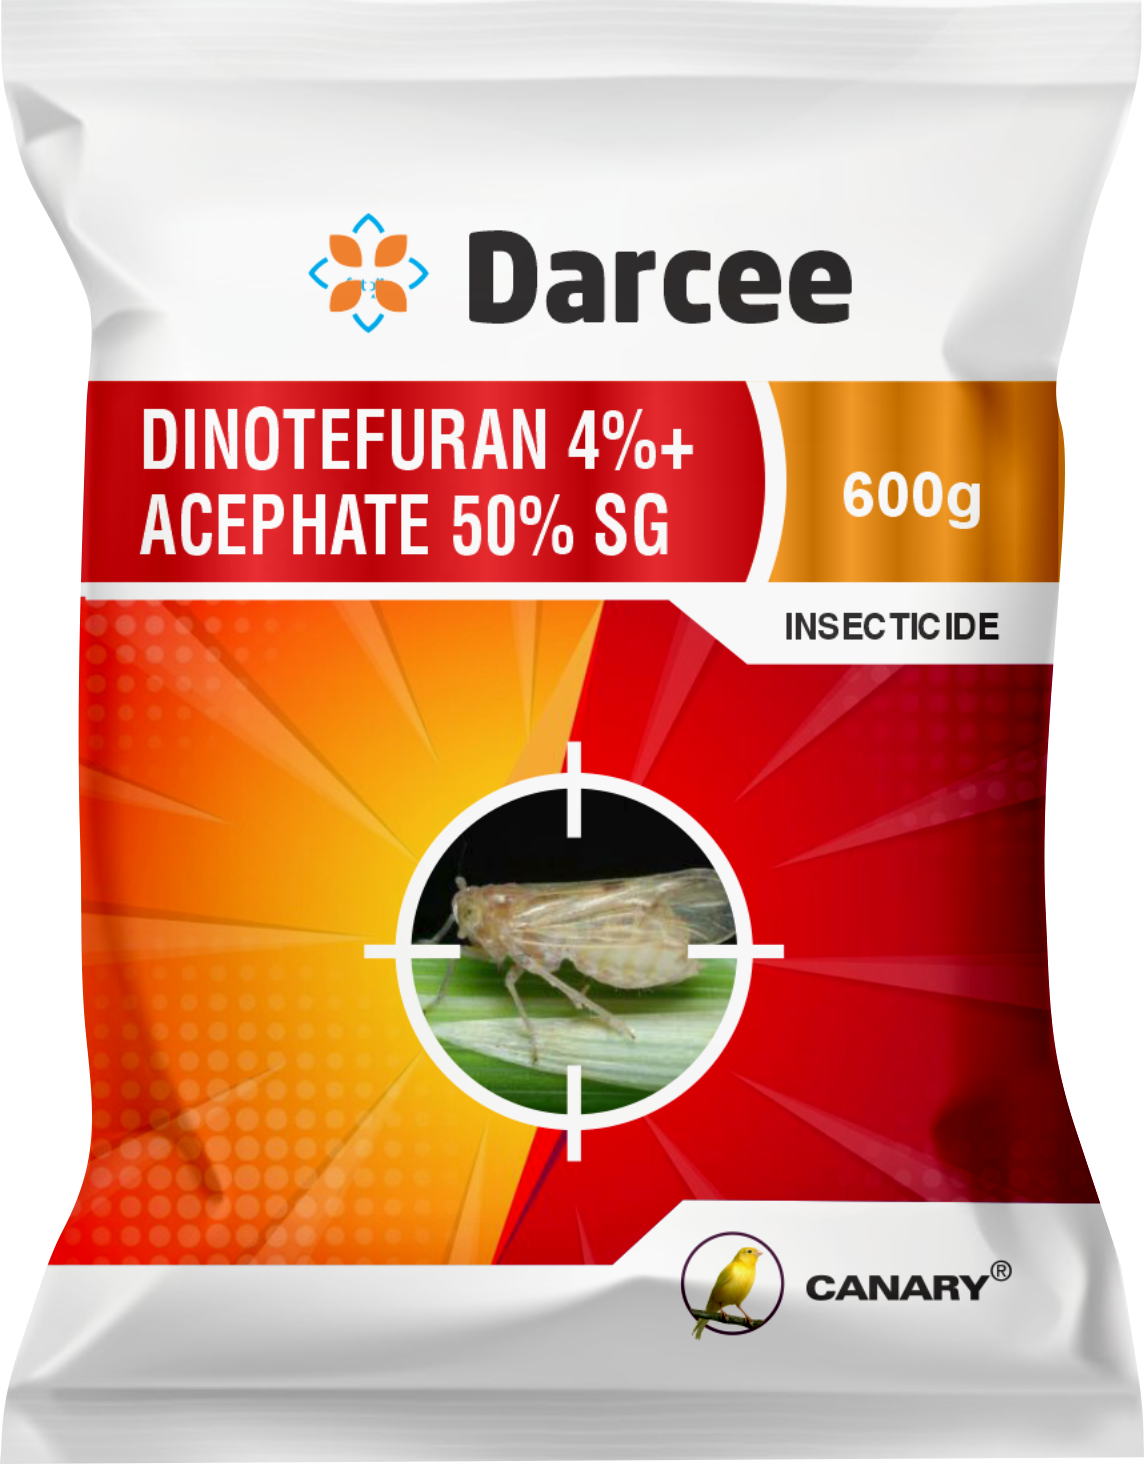 Darcee
DINOTEFURAN 4%+
ACEPHATE 50% SG
600g
INSECTICIDE
CANARY®